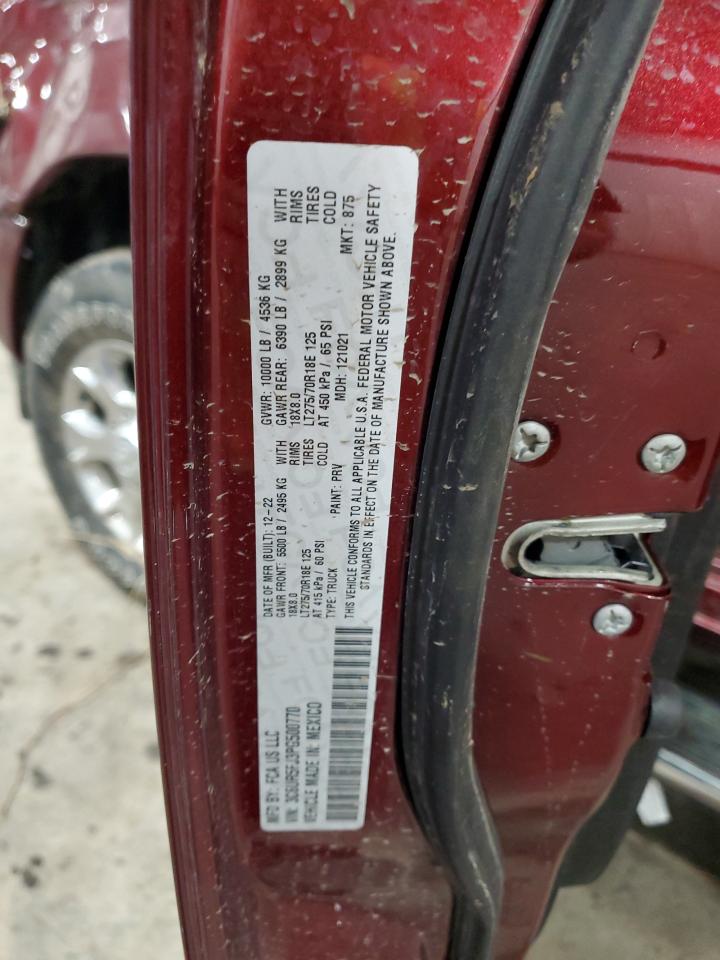 MFD BY: FCA US LLC
DATE OF MFR (BUILT): 12-22
GVWR: 10000 LB / 4536 KG
GAWR FRONT: 5500 LB / 2495 KG WITH
GAWR REAR: 6390 LB / 2899 KG WITH
18X8.0 RIMS
18X8.0 RIMS
LT275/70R18E 125 TIRES
LT275/70R18E 125 TIRES
AT 415 kPa / 60 PSI COLD
AT 450 kPa / 65 PSI COLD
VIN: 3C6UR5FJ3PG500770
TYPE: TRUCK
PAINT: PRV
MDH: 121021
MKT: 875
VEHICLE MADE IN: MEXICO
THIS VEHICLE CONFORMS TO ALL APPLICABLE U.S.A. FEDERAL MOTOR VEHICLE SAFETY
STANDARDS IN EFFECT ON THE DATE OF MANUFACTURE SHOWN ABOVE.